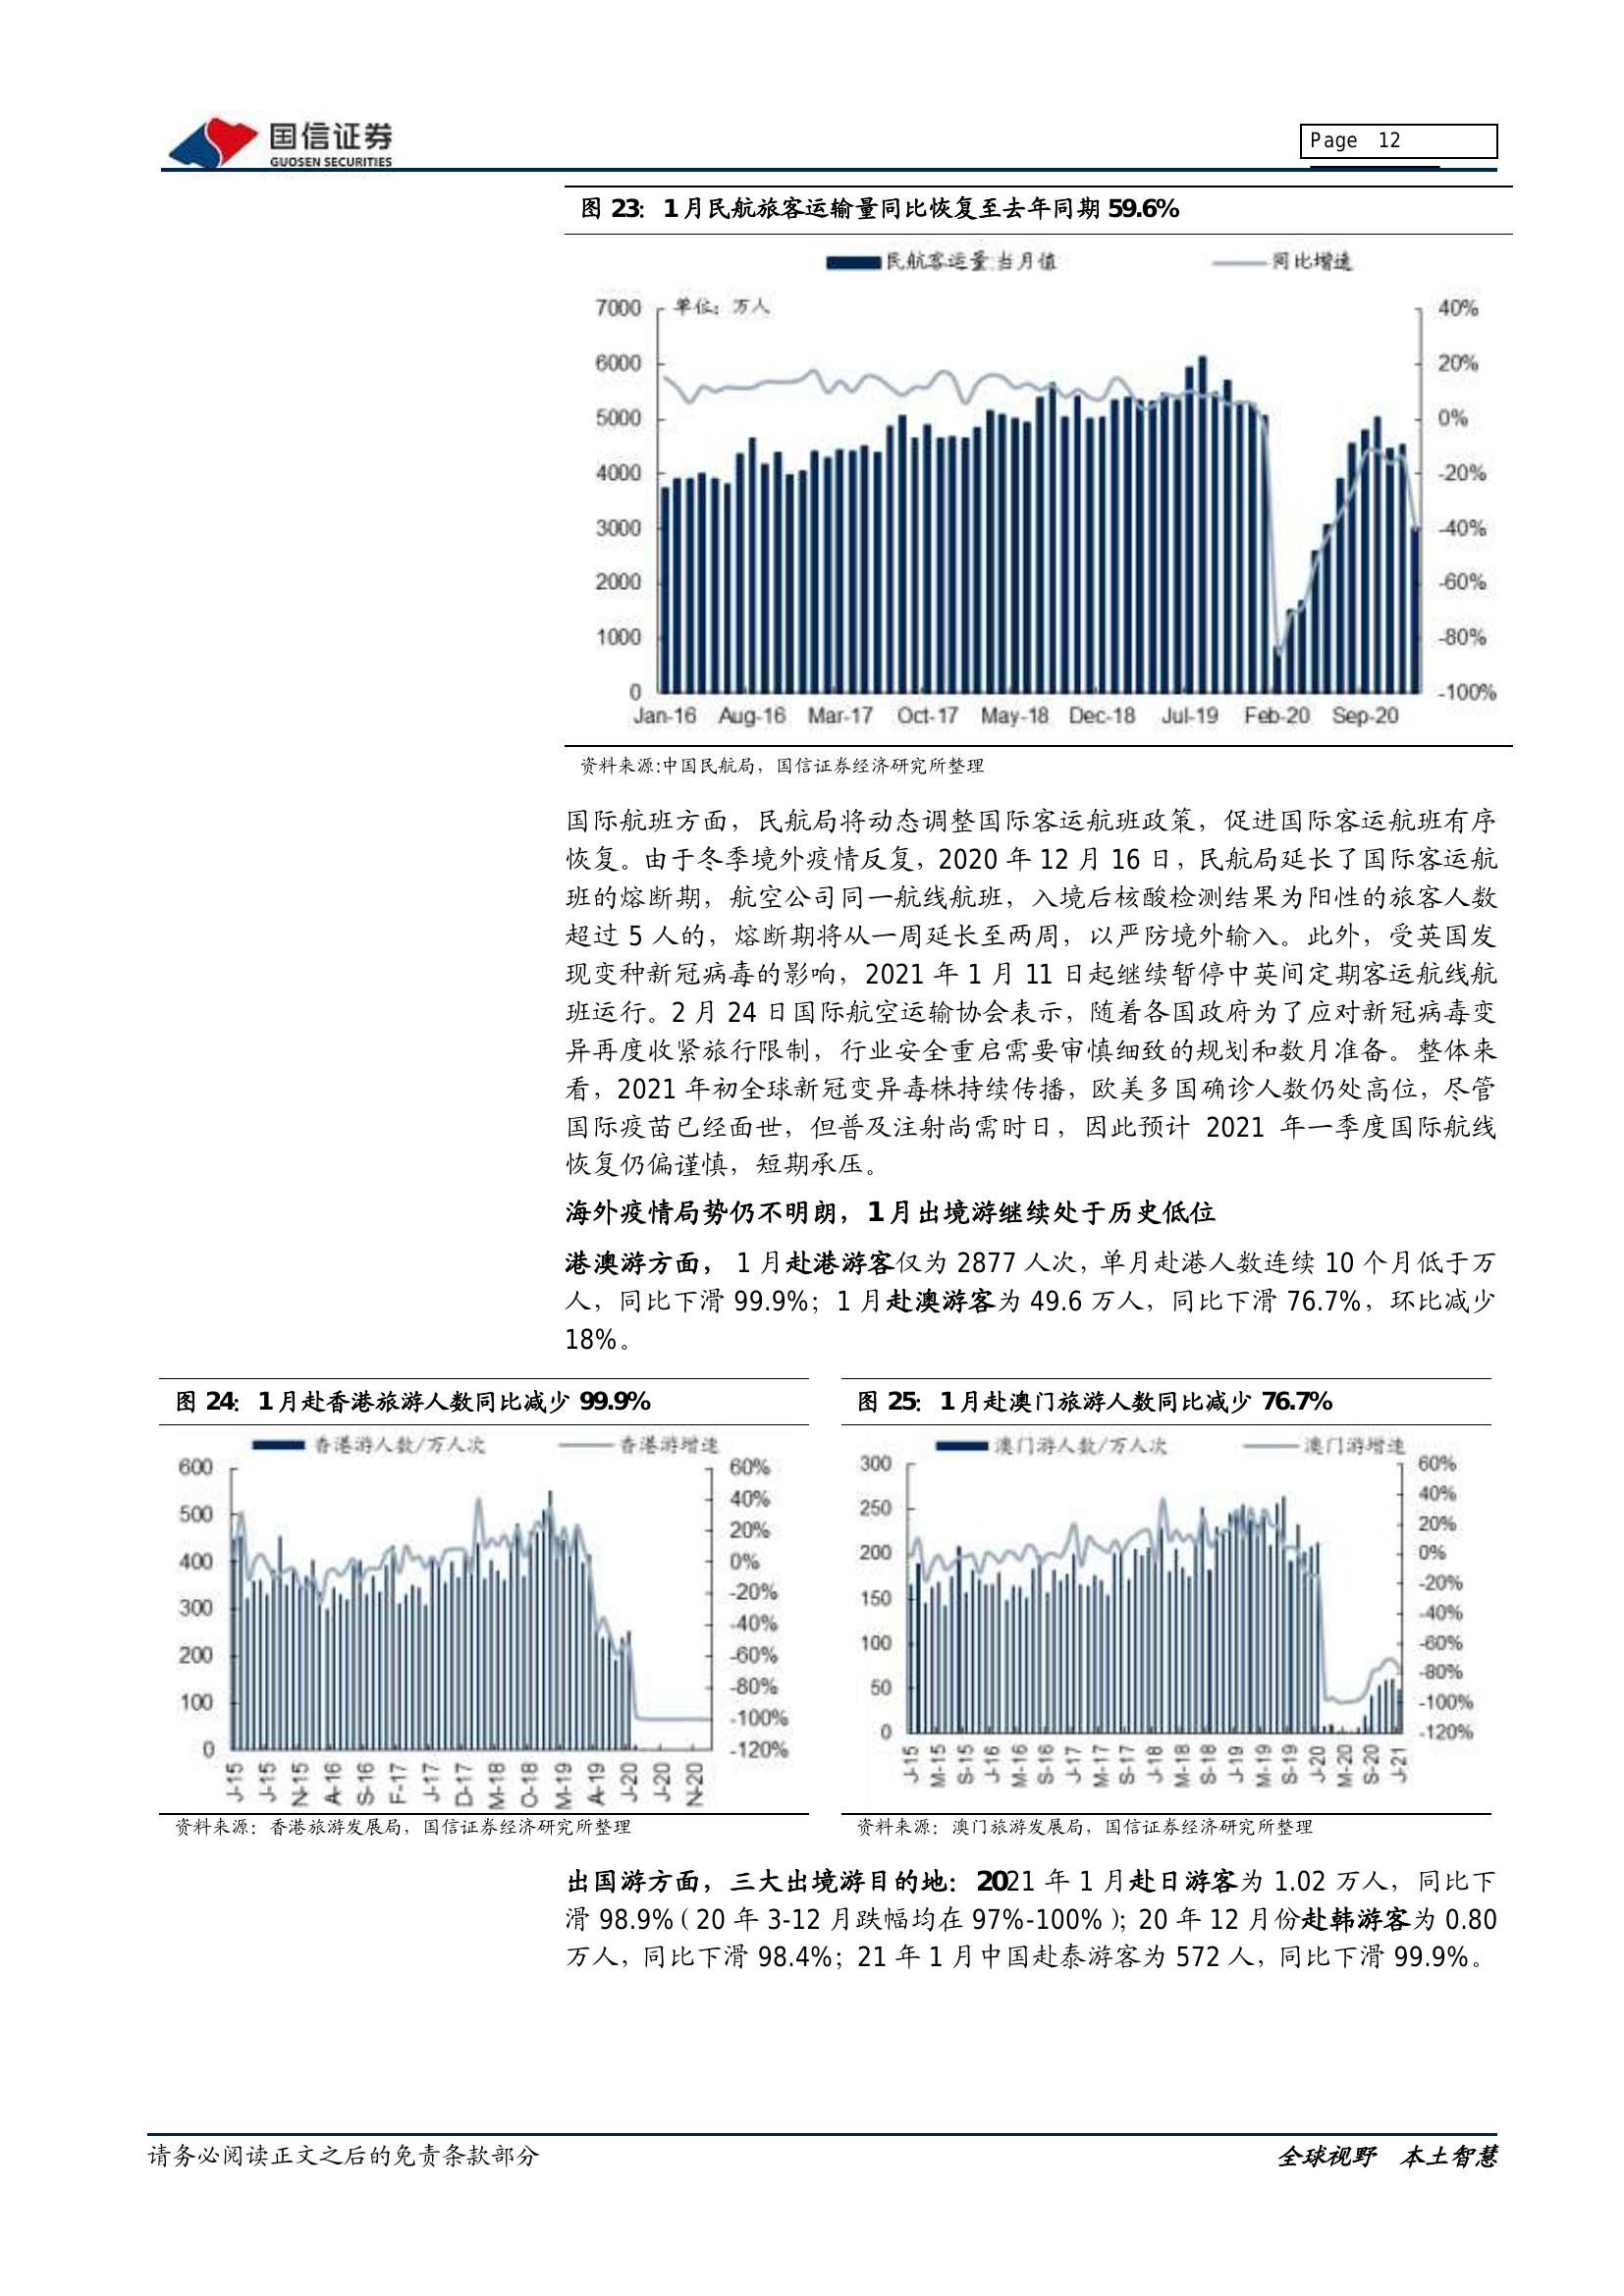 国信证券
GUOSEN SECURITIES
Page 12
图 23：1 月民航旅客运输量同比恢复至去年同期 59.6%
民航客运量:当月值 同比增速
单位：万人
7000 40%
6000 20%
5000 0%
4000 -20%
3000 -40%
2000 -60%
1000 -80%
0 -100%
Jan-16 Aug-16 Mar-17 Oct-17 May-18 Dec-18 Jul-19 Feb-20 Sep-20
资料来源:中国民航局，国信证券经济研究所整理
国际航班方面，民航局将动态调整国际客运航班政策，促进国际客运航班有序
恢复。由于冬季境外疫情反复，2020 年 12 月 16 日，民航局延长了国际客运航
班的熔断期，航空公司同一航线航班，入境后核酸检测结果为阳性的旅客人数
超过 5 人的，熔断期将从一周延长至两周，以严防境外输入。此外，受英国发
现变种新冠病毒的影响，2021 年 1 月 11 日起继续暂停中英间定期客运航线航
班运行。2 月 24 日国际航空运输协会表示，随着各国政府为了应对新冠病毒变
异再度收紧旅行限制，行业安全重启需要审慎细致的规划和数月准备。整体来
看，2021 年初全球新冠变异毒株持续传播，欧美多国确诊人数仍处高位，尽管
国际疫苗已经面世，但普及注射尚需时日，因此预计 2021 年一季度国际航线
恢复仍偏谨慎，短期承压。
海外疫情局势仍不明朗，1 月出境游继续处于历史低位
港澳游方面， 1 月赴港游客仅为 2877 人次，单月赴港人数连续 10 个月低于万
人，同比下滑 99.9%；1 月赴澳游客为 49.6 万人，同比下滑 76.7%，环比减少
18%。
图 24：1 月赴香港旅游人数同比减少 99.9%
香港游人数/万人次 香港游增速
600 60%
500 40%
400 20%
300 0%
200 -20%
100 -40%
0 -60%
-80%
-100%
-120%
J-15 J-15 N-15 A-16 S-16 F-17 J-17 D-17 M-18 O-18 M-19 A-19 J-20 J-20 N-20
资料来源：香港旅游发展局，国信证券经济研究所整理
图 25：1 月赴澳门旅游人数同比减少 76.7%
澳门游人数/万人次 澳门游增速
300 60%
250 40%
200 20%
150 0%
100 -20%
50 -40%
0 -60%
-80%
-100%
-120%
J-15 M-15 S-15 J-16 M-16 S-16 J-17 M-17 S-17 J-18 M-18 S-18 J-19 M-19 S-19 J-20 M-20 S-20 J-21
资料来源：澳门旅游发展局，国信证券经济研究所整理
出国游方面，三大出境游目的地：2021 年 1 月赴日游客为 1.02 万人，同比下
滑 98.9%（20 年 3-12 月跌幅均在 97%-100%）；20 年 12 月份赴韩游客为 0.80
万人，同比下滑 98.4%；21 年 1 月中国赴泰游客为 572 人，同比下滑 99.9%。
请务必阅读正文之后的免责条款部分
全球视野 本土智慧